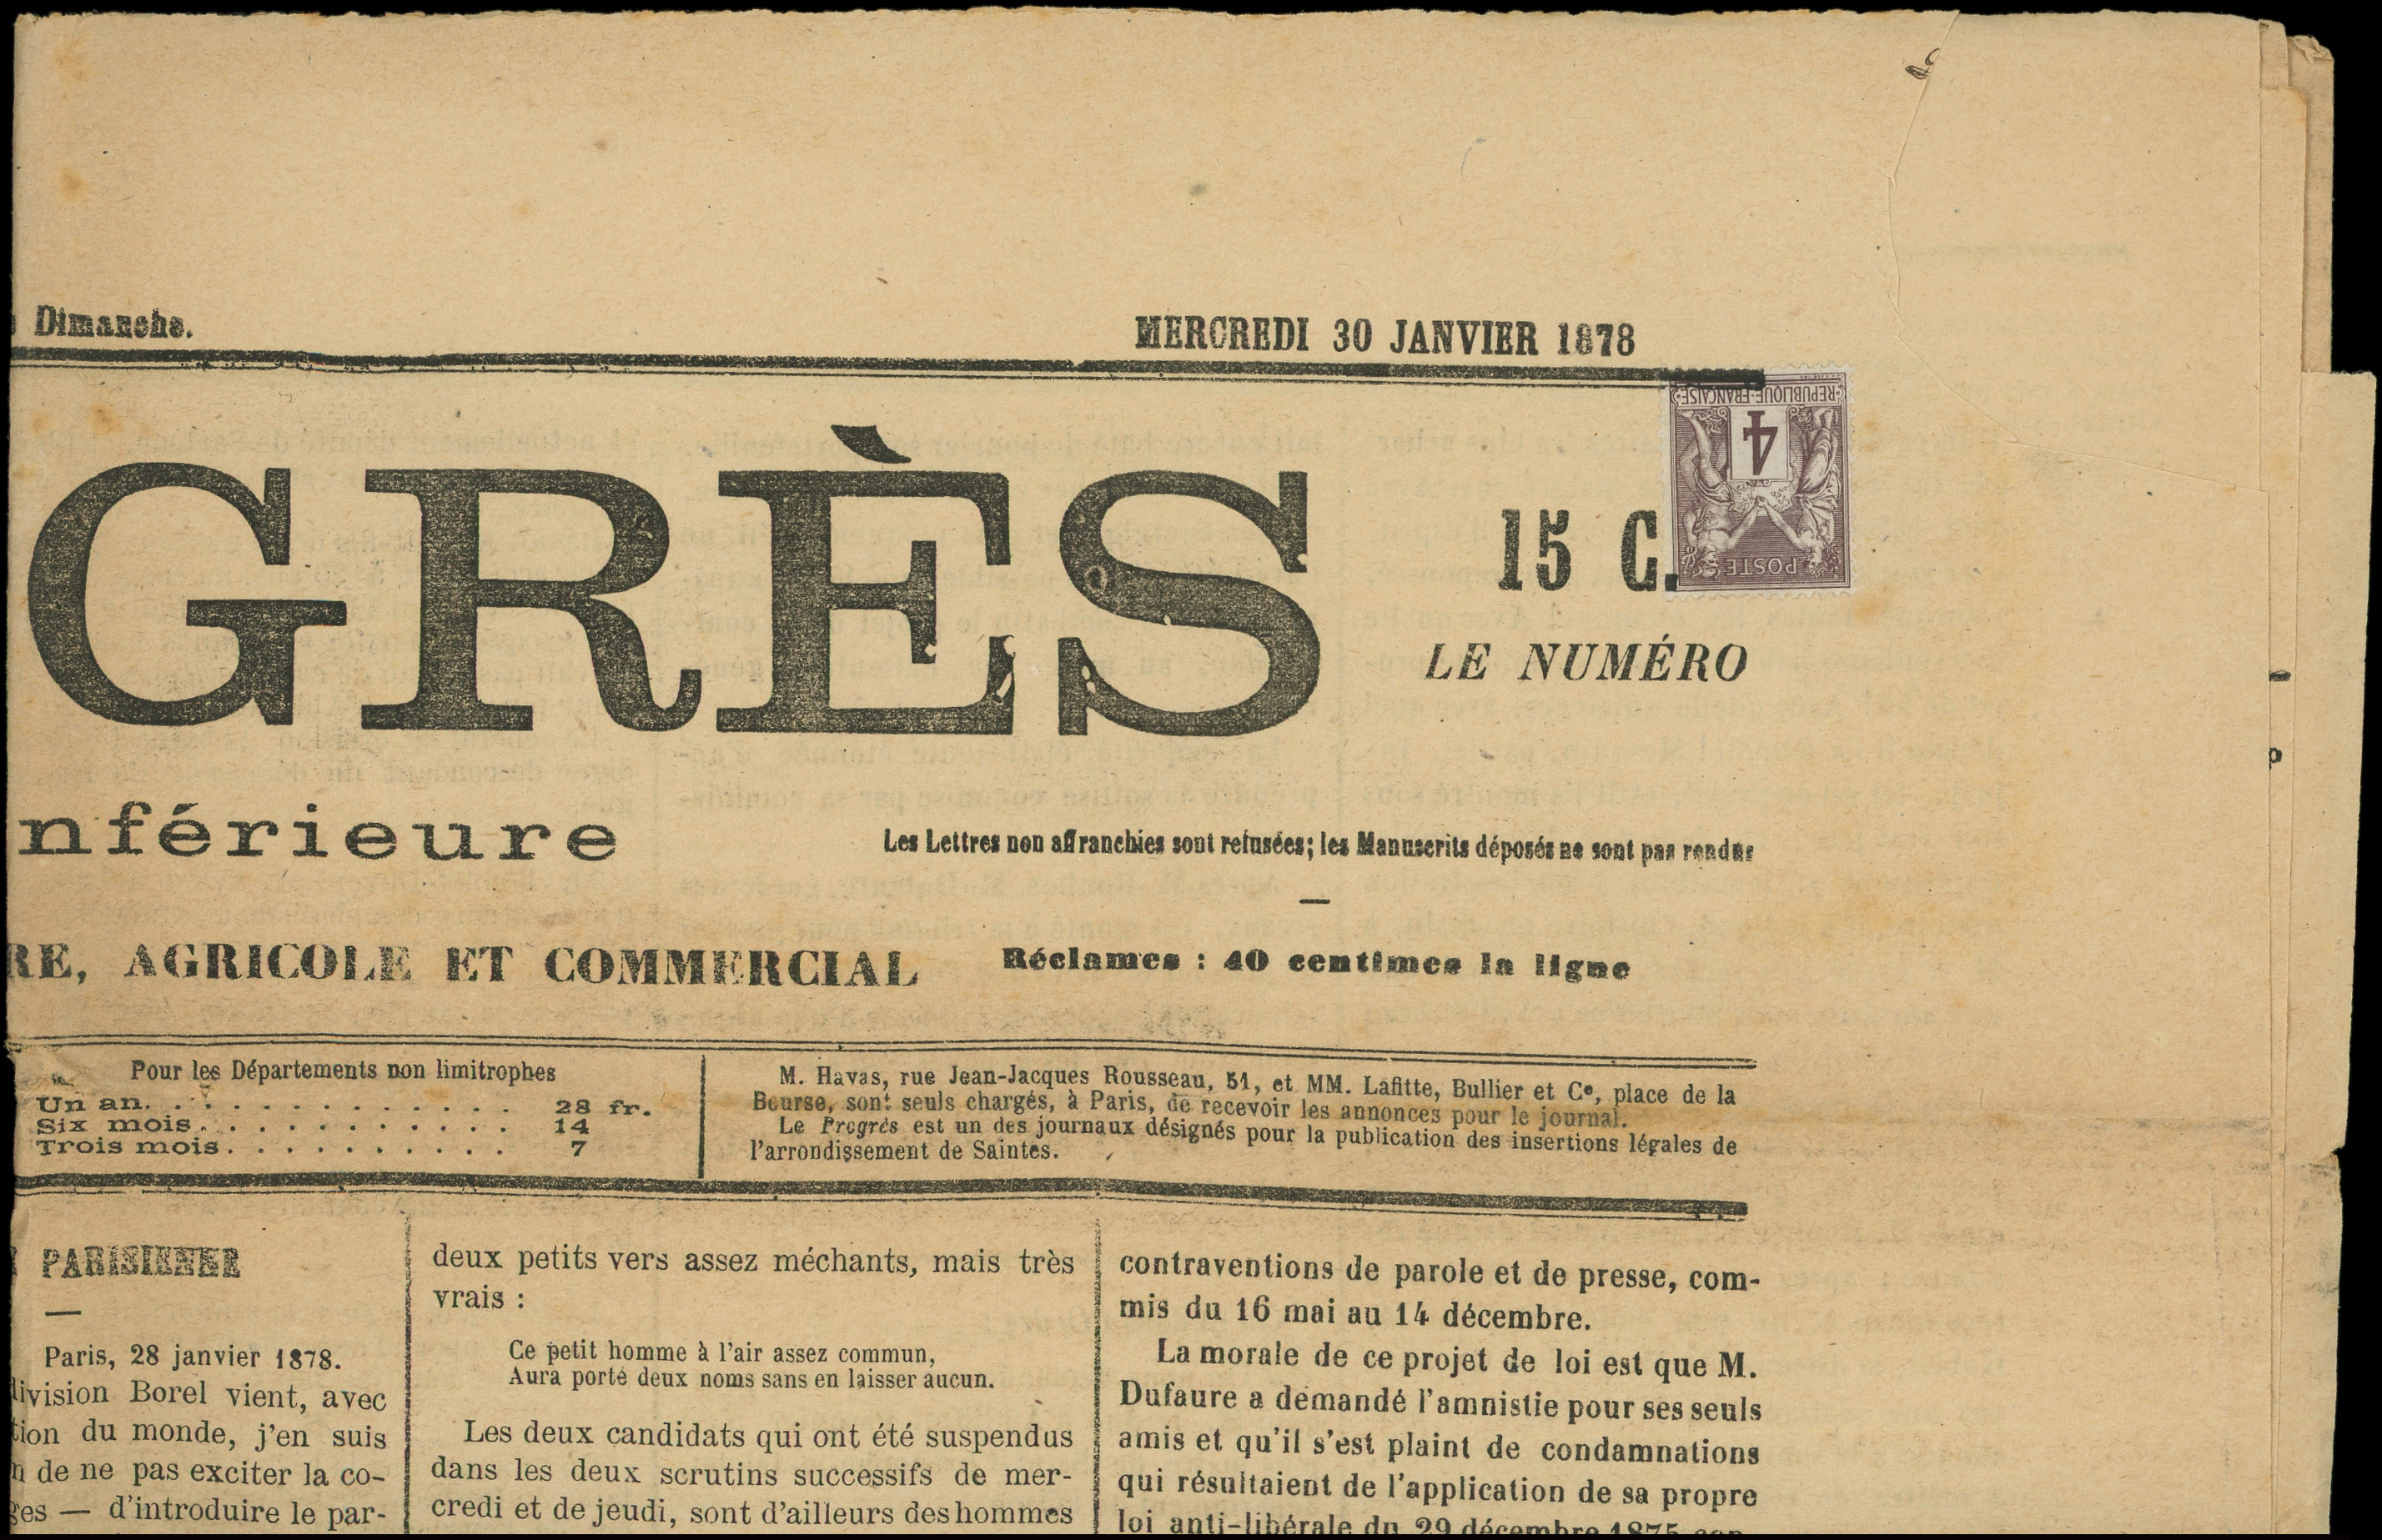 Dimanche.
MERCREDI 30 JANVIER 1878
GRÈS
RÉPUBLIQUE FRANÇAISE
4
POSTE
15 C.
LE NUMÉRO
nférieure
Les Lettres non affranchies sont refusées; les Manuscrits déposés ne sont pas rendus
RE, AGRICOLE ET COMMERCIAL
Réclames : 40 centimes la ligne
Pour les Départements non limitrophes
Un an. . . . . . . . . . . . . . 28 fr.
Six mois. . . . . . . . . . . . 14
Trois mois. . . . . . . . . . . 7
M. Havas, rue Jean-Jacques Rousseau, 51, et MM. Lafitte, Bullier et Cᵉ, place de la
Bourse, sont seuls chargés, à Paris, de recevoir les annonces pour le journal.
Le Progrès est un des journaux désignés pour la publication des insertions légales de
l'arrondissement de Saintes.
PARISIENNE
Paris, 28 janvier 1878.
division Borel vient, avec
tion du monde, j'en suis
n de ne pas exciter la co-
ges — d'introduire le par-
deux petits vers assez méchants, mais très
vrais :
Ce petit homme à l'air assez commun,
Aura porté deux noms sans en laisser aucun.
Les deux candidats qui ont été suspendus
dans les deux scrutins successifs de mer-
credi et de jeudi, sont d'ailleurs des hommes
contraventions de parole et de presse, com-
mis du 16 mai au 14 décembre.
La morale de ce projet de loi est que M.
Dufaure a demandé l'amnistie pour ses seuls
amis et qu'il s'est plaint de condamnations
qui résultaient de l'application de sa propre
loi anti-libérale du 29 décembre 1875